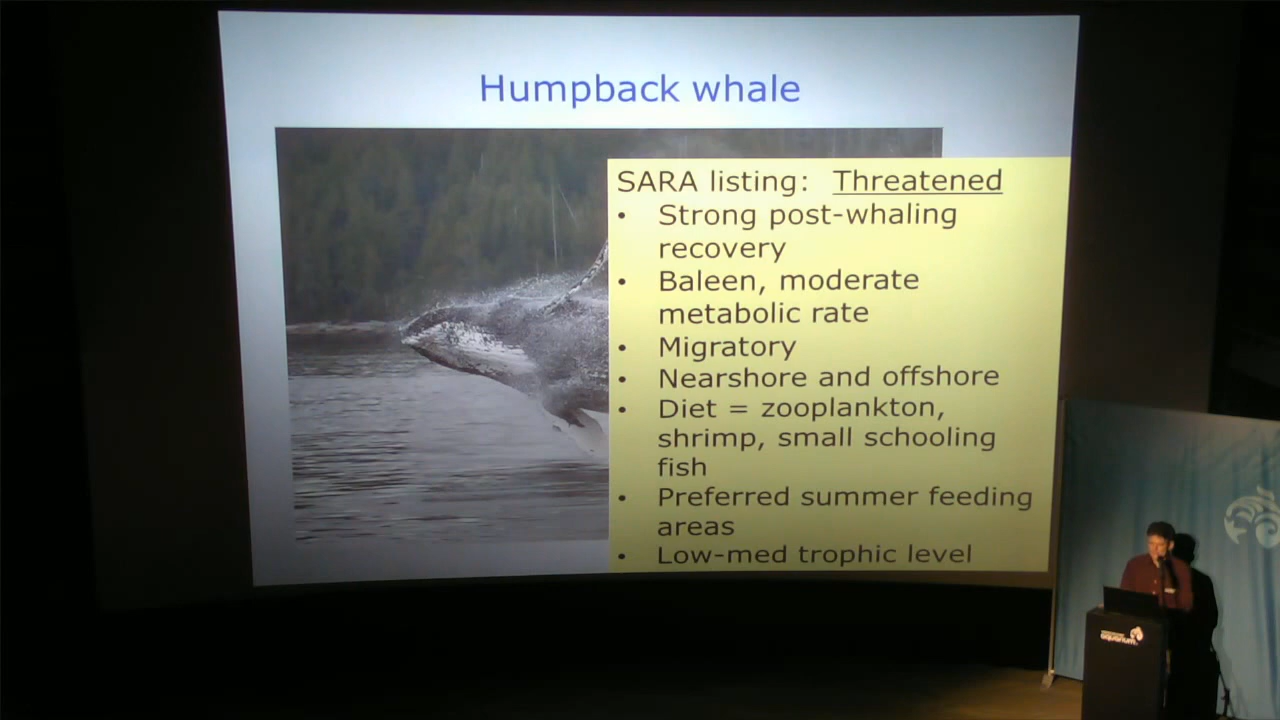 Humpback whale
SARA listing: Threatened
• Strong post-whaling
recovery
• Baleen, moderate
metabolic rate
• Migratory
• Nearshore and offshore
• Diet = zooplankton,
shrimp, small schooling
fish
• Preferred summer feeding
areas
• Low-med trophic level
aquarium